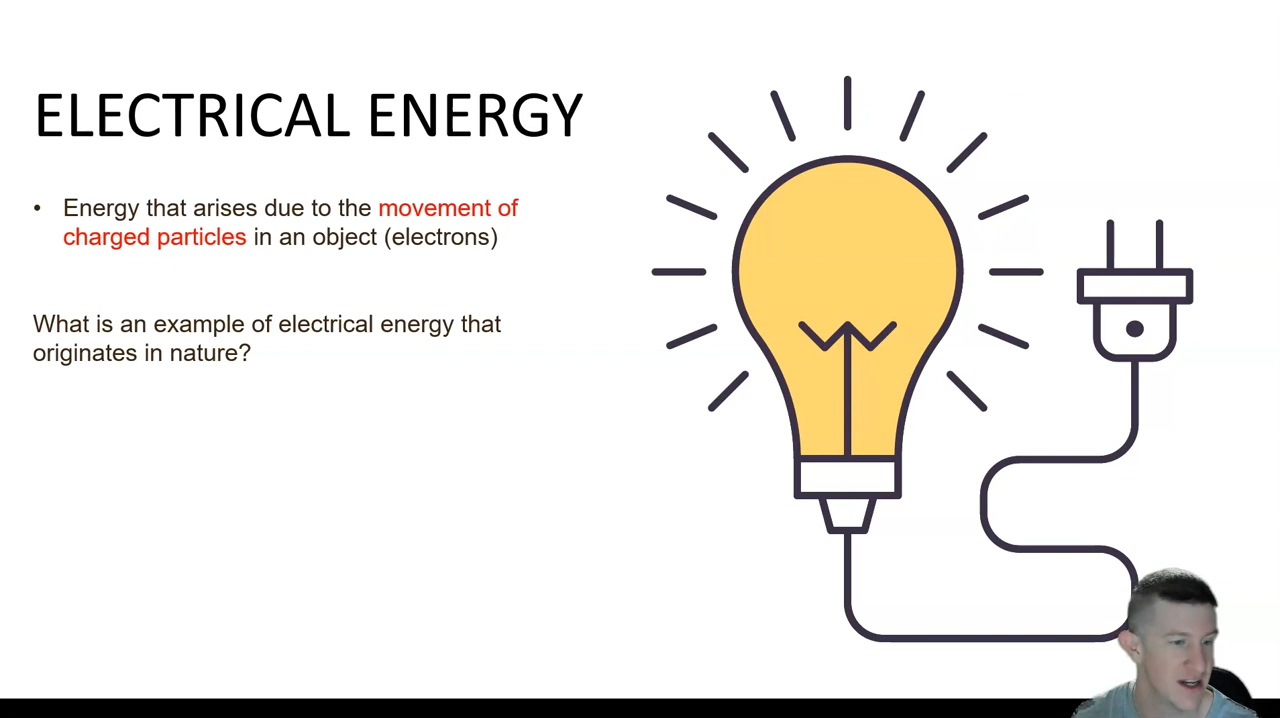 ELECTRICAL ENERGY
• Energy that arises due to the movement of
charged particles in an object (electrons)
What is an example of electrical energy that
originates in nature?